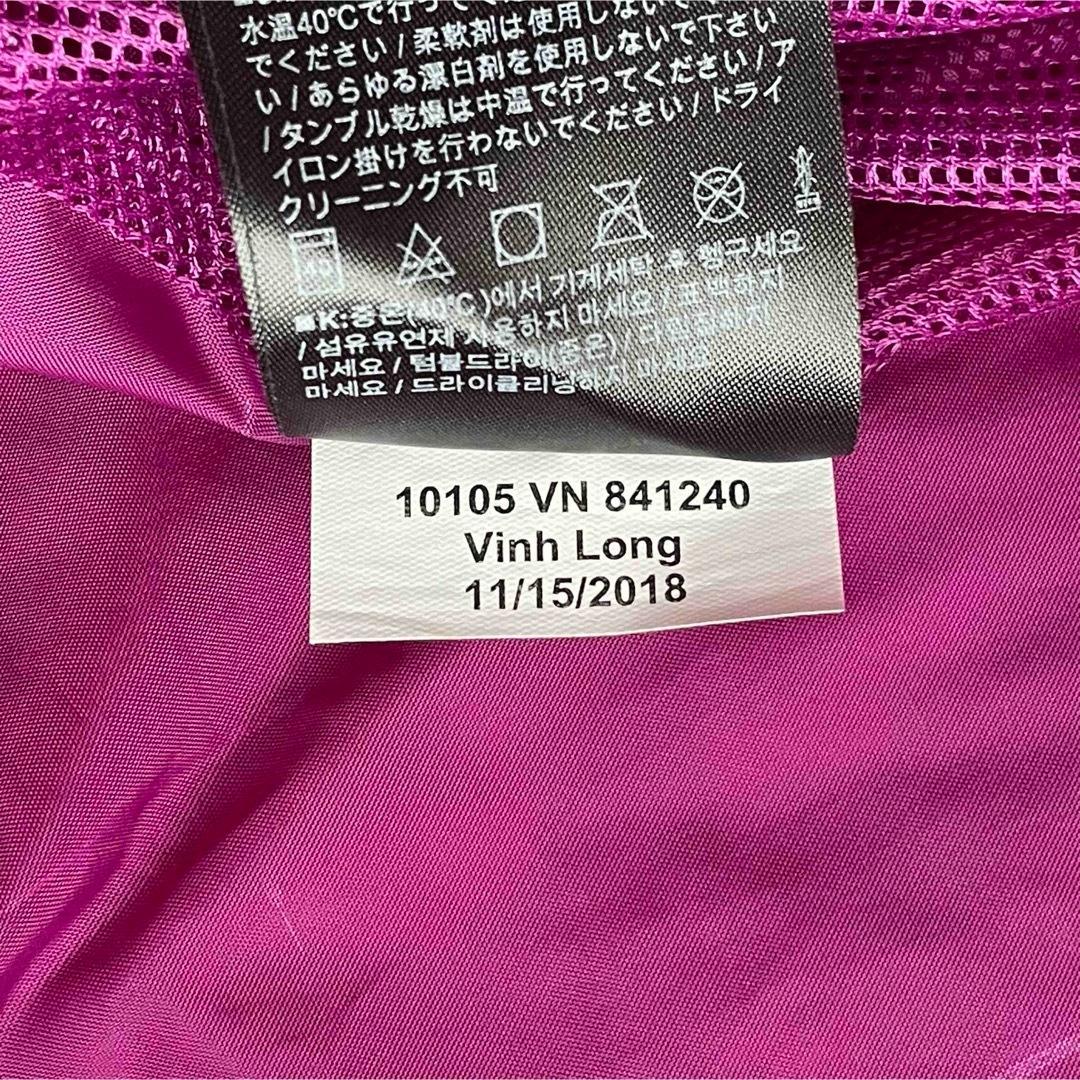 水温40℃で行ってくだ
でください / 柔軟剤は使用しないで
い / あらゆる漂白剤を使用しないで下さい
/ タンブル乾燥は中温で行ってください / ア
イロン掛けを行わないでください / ドライ
クリーニング不可
■K: 중온(40℃)에서 기계세탁 후 헹구세요
/ 섬유유연제 사용하지 마세요 / 표백하지
마세요 / 텀블드라이(중온) /
마세요 / 드라이클리닝하지 마세요
10105 VN 841240
Vinh Long
11/15/2018